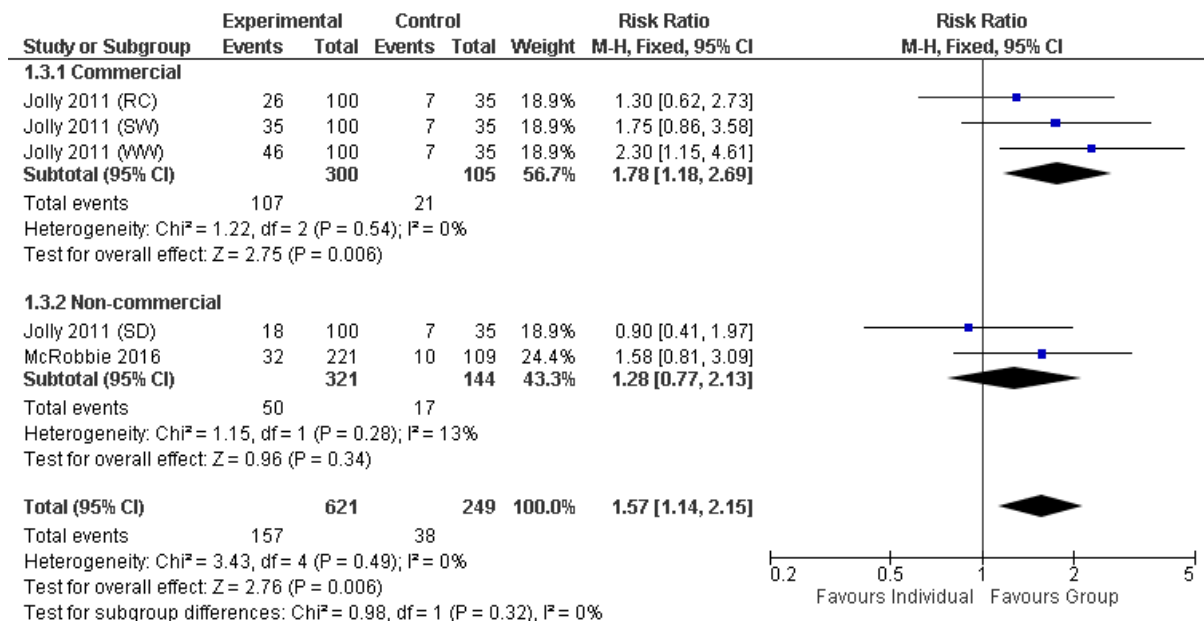 Experimental Control Risk Ratio Risk Ratio
Study or Subgroup Events Total Events Total Weight M-H, Fixed, 95% CI M-H, Fixed, 95% CI
1.3.1 Commercial
Jolly 2011 (RC) 26 100 7 35 18.9% 1.30 [0.62, 2.73]
Jolly 2011 (SW) 35 100 7 35 18.9% 1.75 [0.86, 3.58]
Jolly 2011 (WW) 46 100 7 35 18.9% 2.30 [1.15, 4.61]
Subtotal (95% CI) 300 105 56.7% 1.78 [1.18, 2.69]
Total events 107 21
Heterogeneity: Chi² = 1.22, df = 2 (P = 0.54); I² = 0%
Test for overall effect: Z = 2.75 (P = 0.006)
1.3.2 Non-commercial
Jolly 2011 (SD) 18 100 7 35 18.9% 0.90 [0.41, 1.97]
McRobbie 2016 32 221 10 109 24.4% 1.58 [0.81, 3.09]
Subtotal (95% CI) 321 144 43.3% 1.28 [0.77, 2.13]
Total events 50 17
Heterogeneity: Chi² = 1.15, df = 1 (P = 0.28); I² = 13%
Test for overall effect: Z = 0.96 (P = 0.34)
Total (95% CI) 621 249 100.0% 1.57 [1.14, 2.15]
Total events 157 38
Heterogeneity: Chi² = 3.43, df = 4 (P = 0.49); I² = 0%
Test for overall effect: Z = 2.76 (P = 0.006)
Test for subgroup differences: Chi² = 0.98, df = 1 (P = 0.32), I² = 0%
0.2 0.5 1 2 5
Favours Individual Favours Group